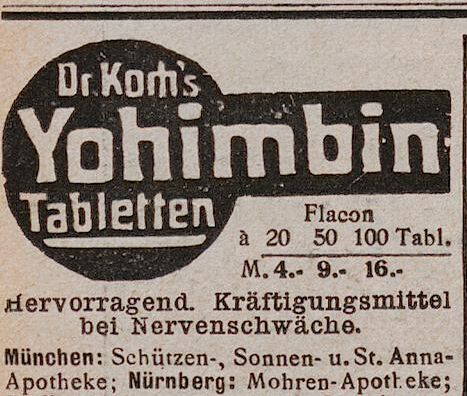 Dr. Koch's
Yohimbin
Tabletten
Flacon
à 20 50 100 Tabl.
M. 4.- 9.- 16.-
Hervorragend. Kräftigungsmittel
bei Nervenschwäche.
München: Schützen-, Sonnen- u. St. Anna-
Apotheke; Nürnberg: Mohren-Apotheke;